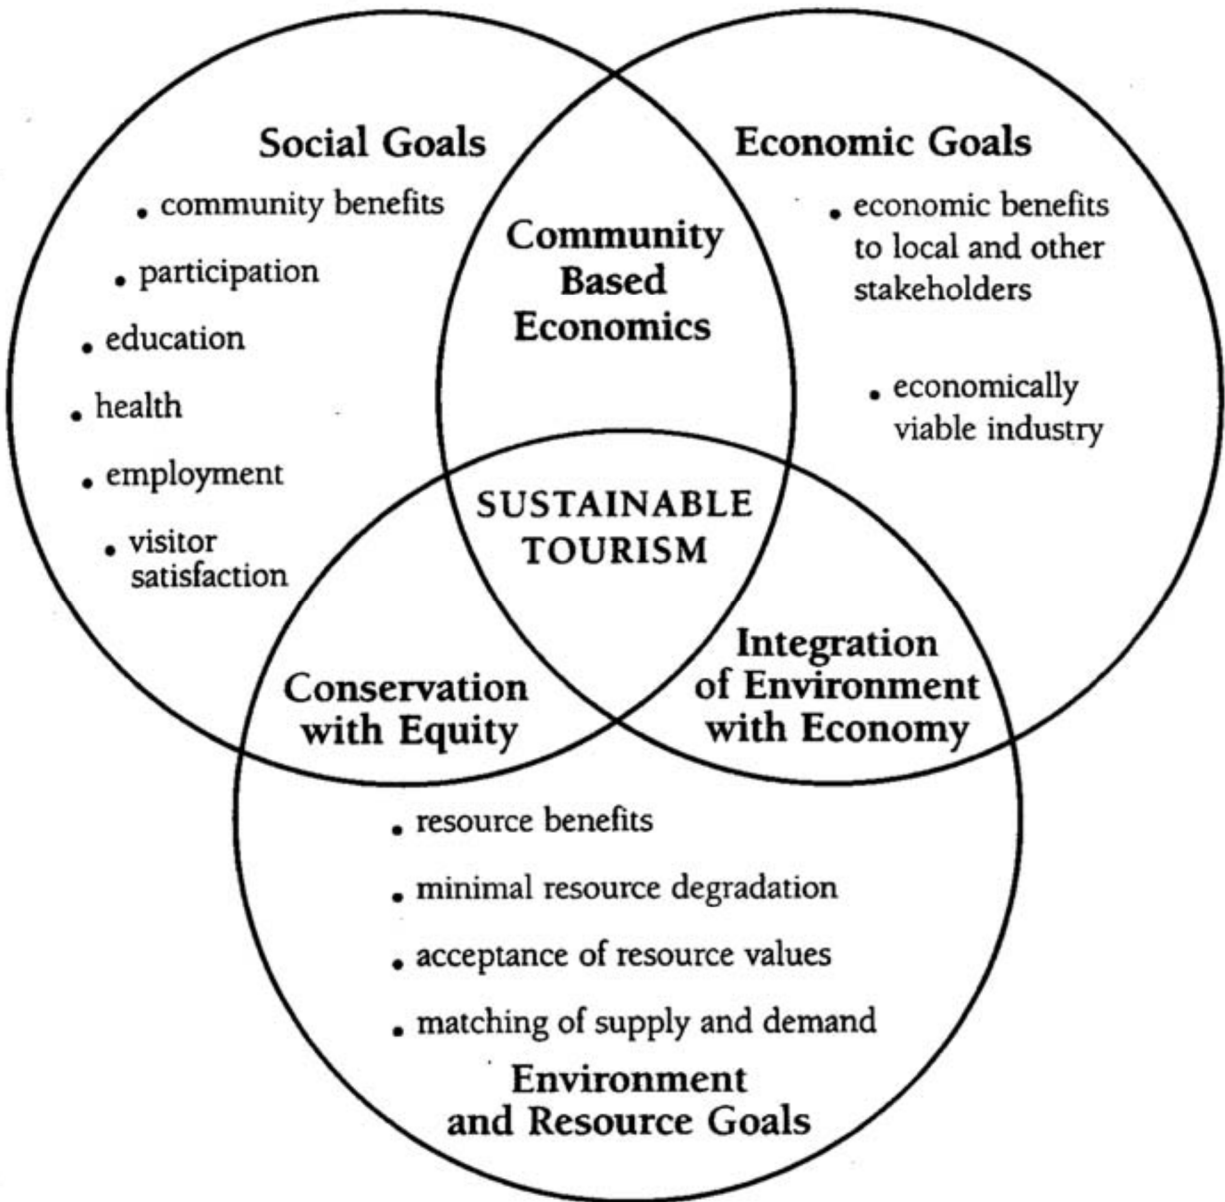 Social Goals
• community benefits
• participation
• education
• health
• employment
• visitor
satisfaction
Community
Based
Economics
Economic Goals
• economic benefits
to local and other
stakeholders
• economically
viable industry
SUSTAINABLE
TOURISM
Conservation
with Equity
Integration
of Environment
with Economy
• resource benefits
• minimal resource degradation
• acceptance of resource values
• matching of supply and demand
Environment
and Resource Goals